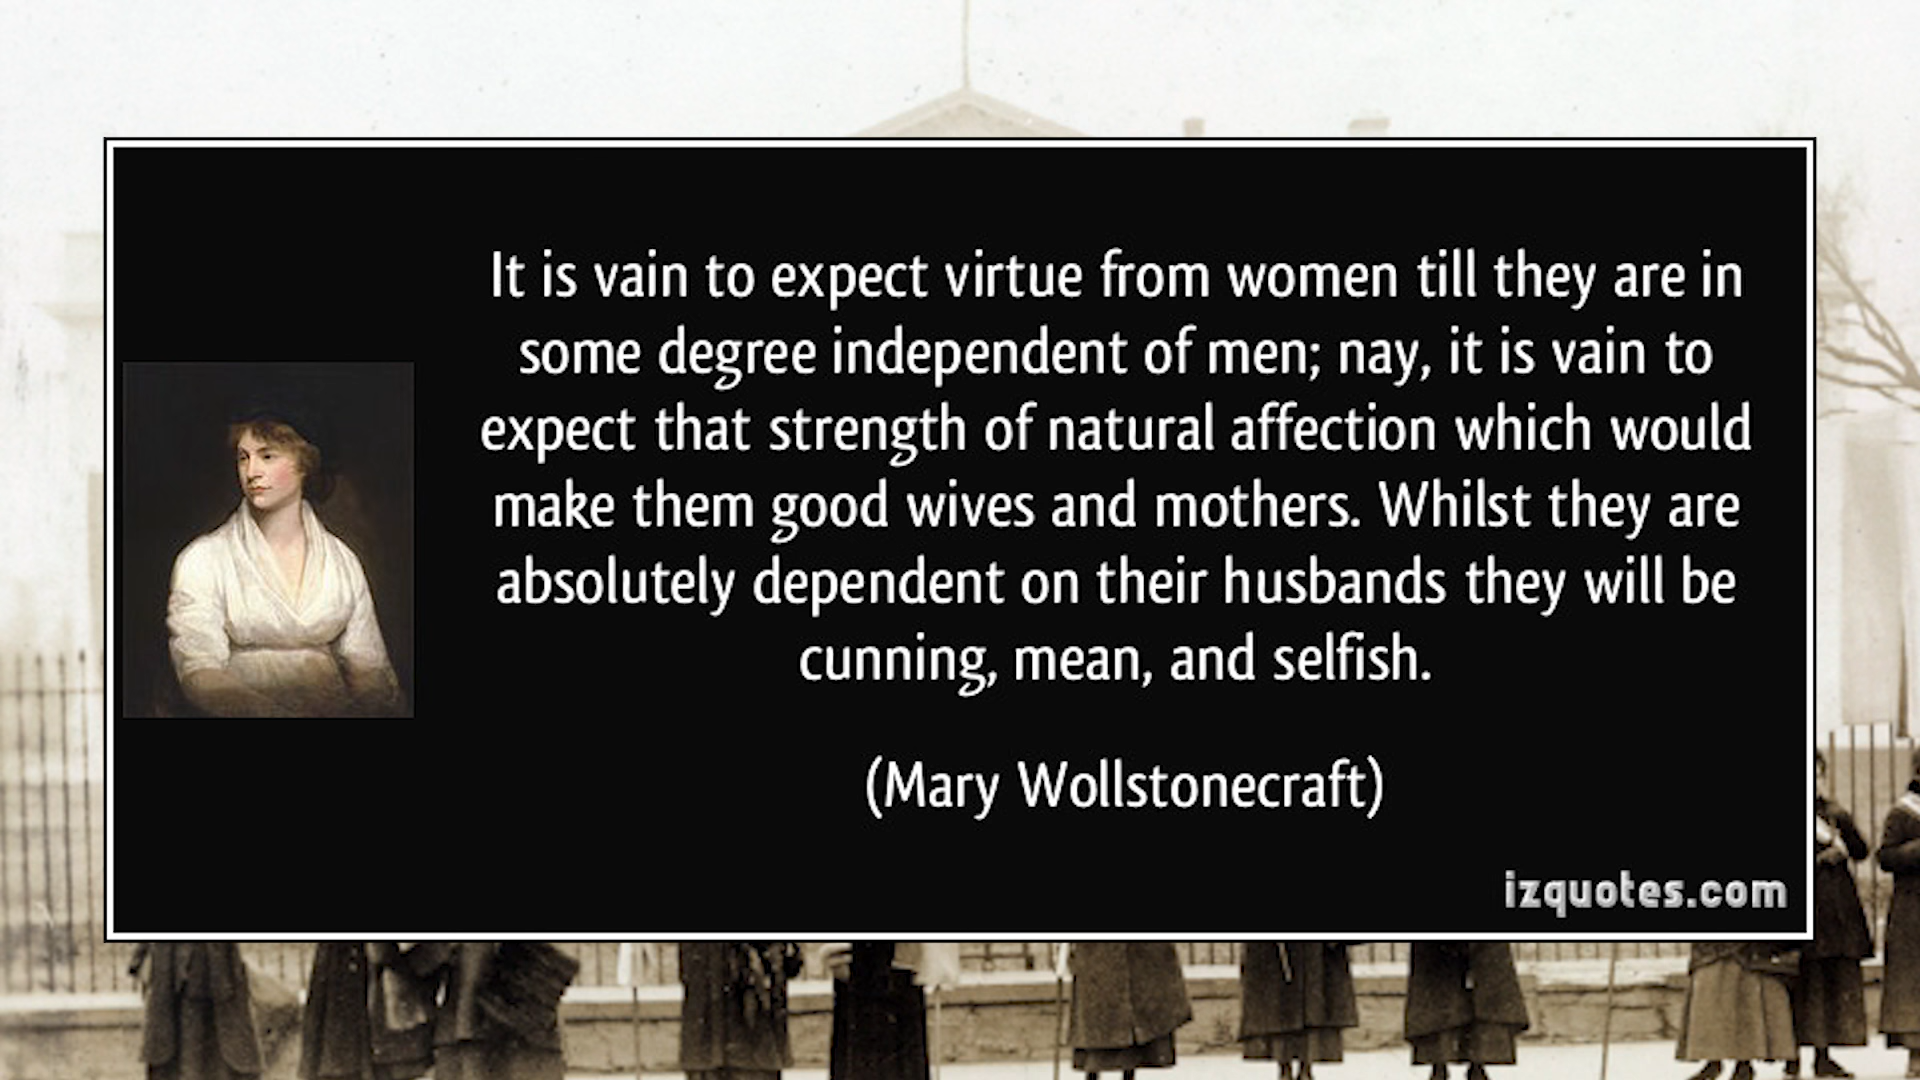 It is vain to expect virtue from women till they are in
some degree independent of men; nay, it is vain to
expect that strength of natural affection which would
make them good wives and mothers. Whilst they are
absolutely dependent on their husbands they will be
cunning, mean, and selfish.
(Mary Wollstonecraft)
izquotes.com